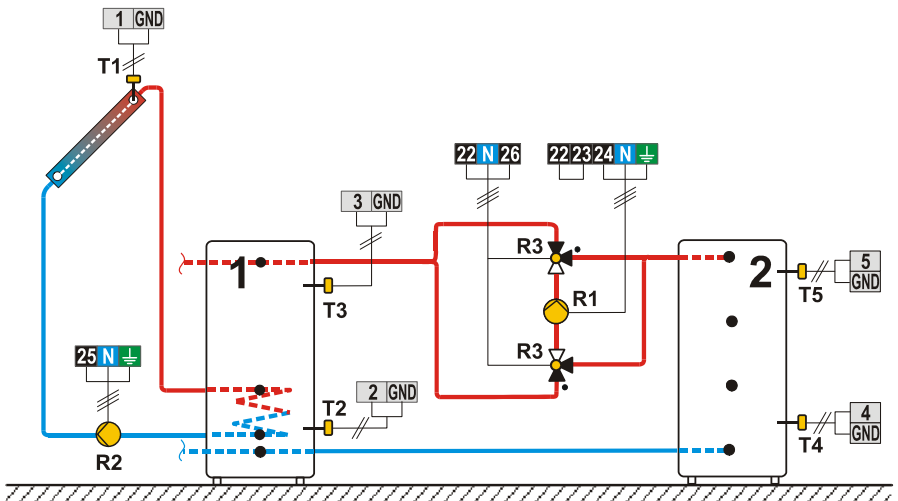 1 GND
T1
22 N 26
22 23 24 N
3 GND
R3
1
2
5
GND
T5
T3
R1
25 N
R3
2 GND
T2
4
GND
T4
R2